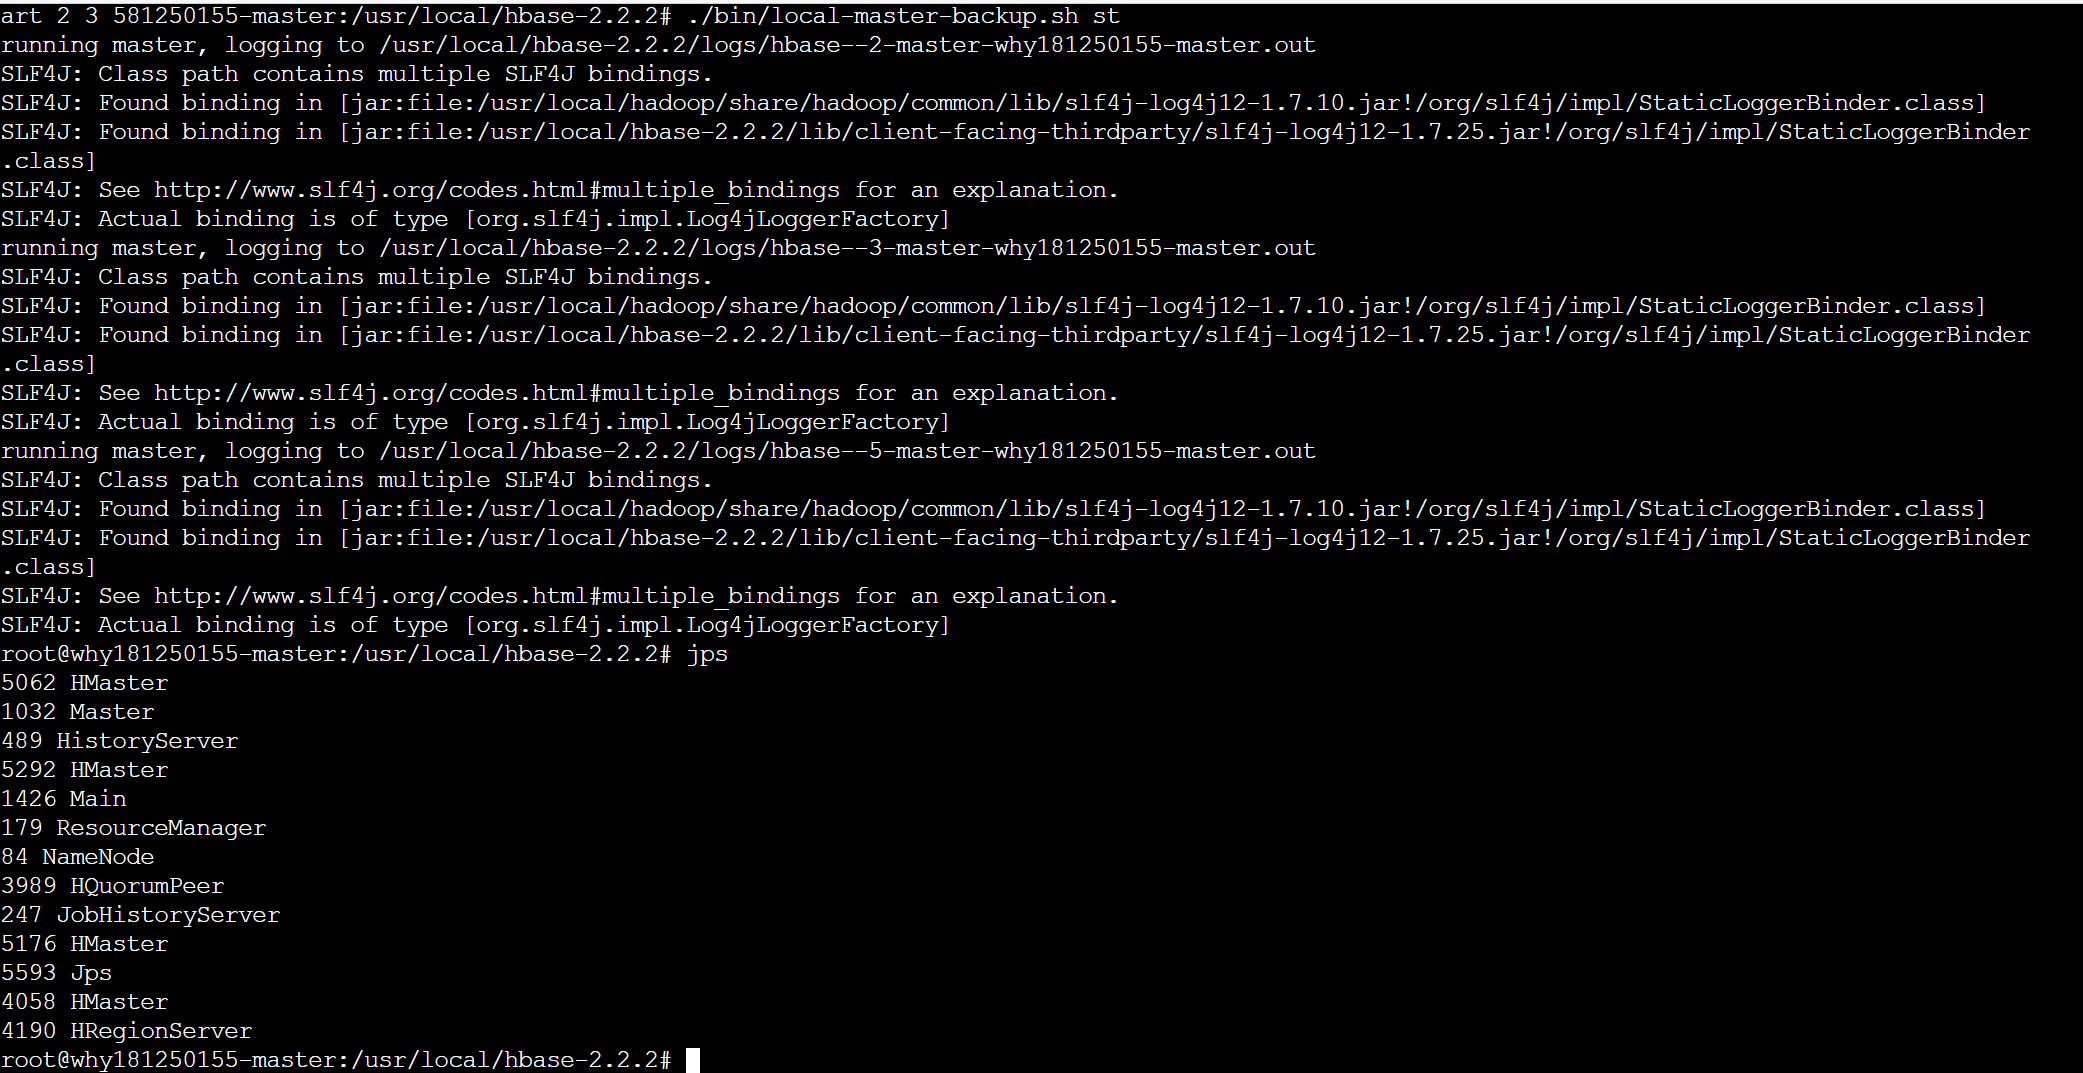 art 2 3 581250155-master:/usr/local/hbase-2.2.2# ./bin/local-master-backup.sh st
running master, logging to /usr/local/hbase-2.2.2/logs/hbase--2-master-why181250155-master.out
SLF4J: Class path contains multiple SLF4J bindings.
SLF4J: Found binding in [jar:file:/usr/local/hadoop/share/hadoop/common/lib/slf4j-log4j12-1.7.10.jar!/org/slf4j/impl/StaticLoggerBinder.class]
SLF4J: Found binding in [jar:file:/usr/local/hbase-2.2.2/lib/client-facing-thirdparty/slf4j-log4j12-1.7.25.jar!/org/slf4j/impl/StaticLoggerBinder
.class]
SLF4J: See http://www.slf4j.org/codes.html#multiple_bindings for an explanation.
SLF4J: Actual binding is of type [org.slf4j.impl.Log4jLoggerFactory]
running master, logging to /usr/local/hbase-2.2.2/logs/hbase--3-master-why181250155-master.out
SLF4J: Class path contains multiple SLF4J bindings.
SLF4J: Found binding in [jar:file:/usr/local/hadoop/share/hadoop/common/lib/slf4j-log4j12-1.7.10.jar!/org/slf4j/impl/StaticLoggerBinder.class]
SLF4J: Found binding in [jar:file:/usr/local/hbase-2.2.2/lib/client-facing-thirdparty/slf4j-log4j12-1.7.25.jar!/org/slf4j/impl/StaticLoggerBinder
.class]
SLF4J: See http://www.slf4j.org/codes.html#multiple_bindings for an explanation.
SLF4J: Actual binding is of type [org.slf4j.impl.Log4jLoggerFactory]
running master, logging to /usr/local/hbase-2.2.2/logs/hbase--5-master-why181250155-master.out
SLF4J: Class path contains multiple SLF4J bindings.
SLF4J: Found binding in [jar:file:/usr/local/hadoop/share/hadoop/common/lib/slf4j-log4j12-1.7.10.jar!/org/slf4j/impl/StaticLoggerBinder.class]
SLF4J: Found binding in [jar:file:/usr/local/hbase-2.2.2/lib/client-facing-thirdparty/slf4j-log4j12-1.7.25.jar!/org/slf4j/impl/StaticLoggerBinder
.class]
SLF4J: See http://www.slf4j.org/codes.html#multiple_bindings for an explanation.
SLF4J: Actual binding is of type [org.slf4j.impl.Log4jLoggerFactory]
root@why181250155-master:/usr/local/hbase-2.2.2# jps
5062 HMaster
1032 Master
489 HistoryServer
5292 HMaster
1426 Main
179 ResourceManager
84 NameNode
3989 HQuorumPeer
247 JobHistoryServer
5176 HMaster
5593 Jps
4058 HMaster
4190 HRegionServer
root@why181250155-master:/usr/local/hbase-2.2.2#